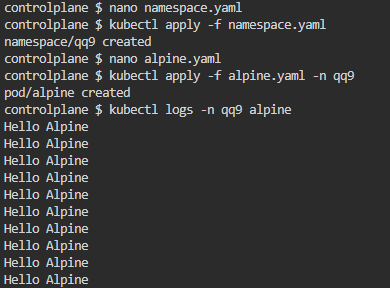 controlplane $ nano namespace.yaml
controlplane $ kubectl apply -f namespace.yaml
namespace/qq9 created
controlplane $ nano alpine.yaml
controlplane $ kubectl apply -f alpine.yaml -n qq9
pod/alpine created
controlplane $ kubectl logs -n qq9 alpine
Hello Alpine
Hello Alpine
Hello Alpine
Hello Alpine
Hello Alpine
Hello Alpine
Hello Alpine
Hello Alpine
Hello Alpine
Hello Alpine